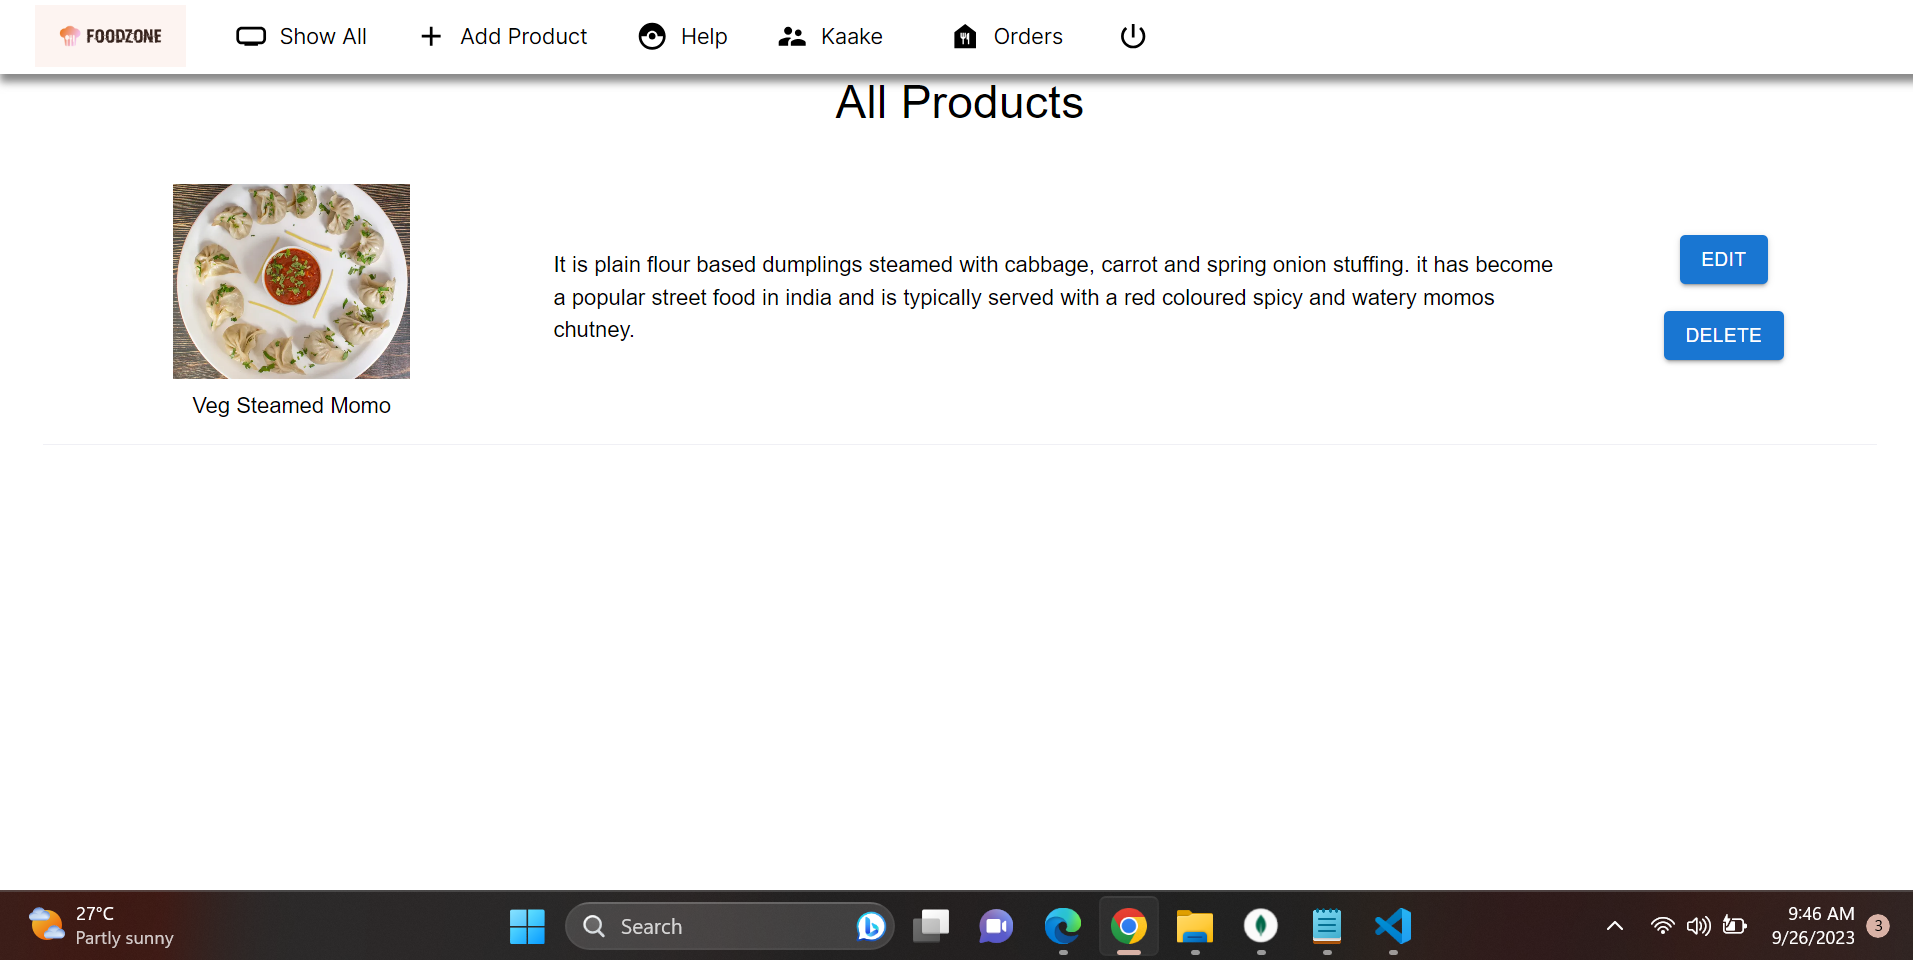 FOODZONE
Show All
Add Product
Help
Kaake
Orders
All Products
It is plain flour based dumplings steamed with cabbage, carrot and spring onion stuffing. it has become
a popular street food in india and is typically served with a red coloured spicy and watery momos
chutney.
EDIT
DELETE
Veg Steamed Momo
27°C
Partly sunny
Search
9:46 AM
9/26/2023
3